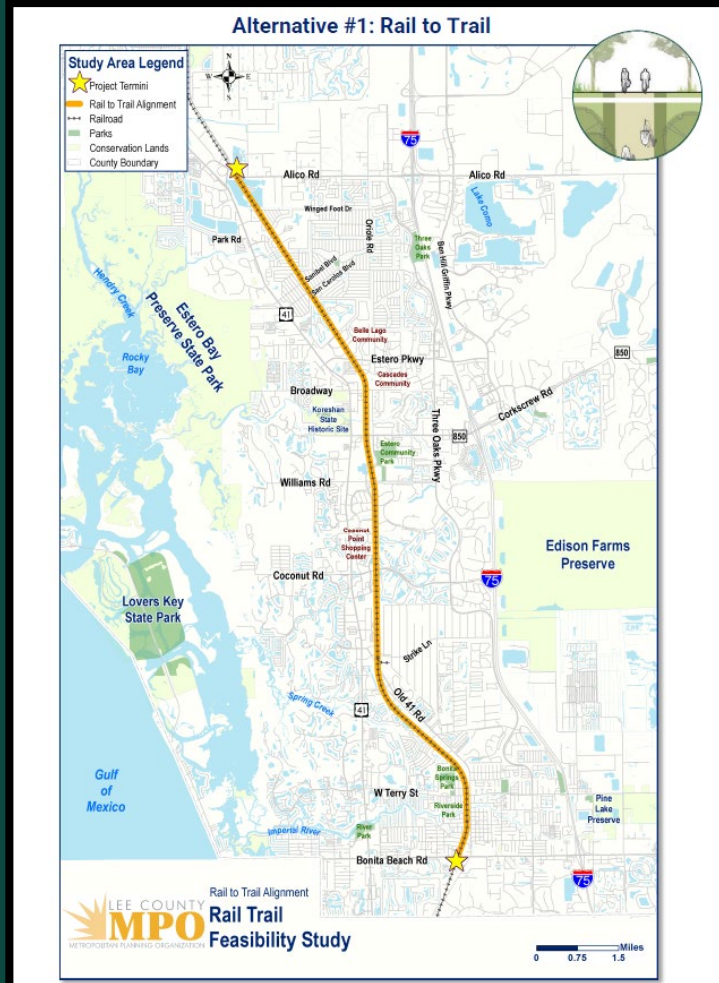 Alternative #1: Rail to Trail
Study Area Legend
Project Termini
Rail to Trail Alignment
Railroad
Parks
Conservation Lands
County Boundary
N
W
E
S
75
Alico Rd
Alico Rd
Winged Foot Dr
Lake Como
Park Rd
Oriole Rd
Three
Oaks
Park
Ben Hill Griffin Pkwy
Sanibel Blvd
San Carolos Blvd
Hendry Creek
Estero Bay
Preserve State Park
41
Rocky
Bay
Belle Lago
Community
Estero Pkwy
850
Cascades
Community
Broadway
Corkscrew Rd
Koreshan
State
Historic Site
Three Oaks Pkwy
850
Estero
Community
Park
Williams Rd
Coconut
Point
Shopping
Center
Edison Farms
Preserve
Coconut Rd
75
Lovers Key
State Park
Strike Ln
Old 41 Rd
Spring Creek
41
Gulf
of
Mexico
Bonita
Springs
Park
W Terry St
Riverside
Park
Pine
Lake
Preserve
Imperial River
River
Park
Bonita Beach Rd
75
LEE COUNTY
MPO
METROPOLITAN PLANNING ORGANIZATION
Rail to Trail Alignment
Rail Trail
Feasibility Study
Miles
0 0.75 1.5